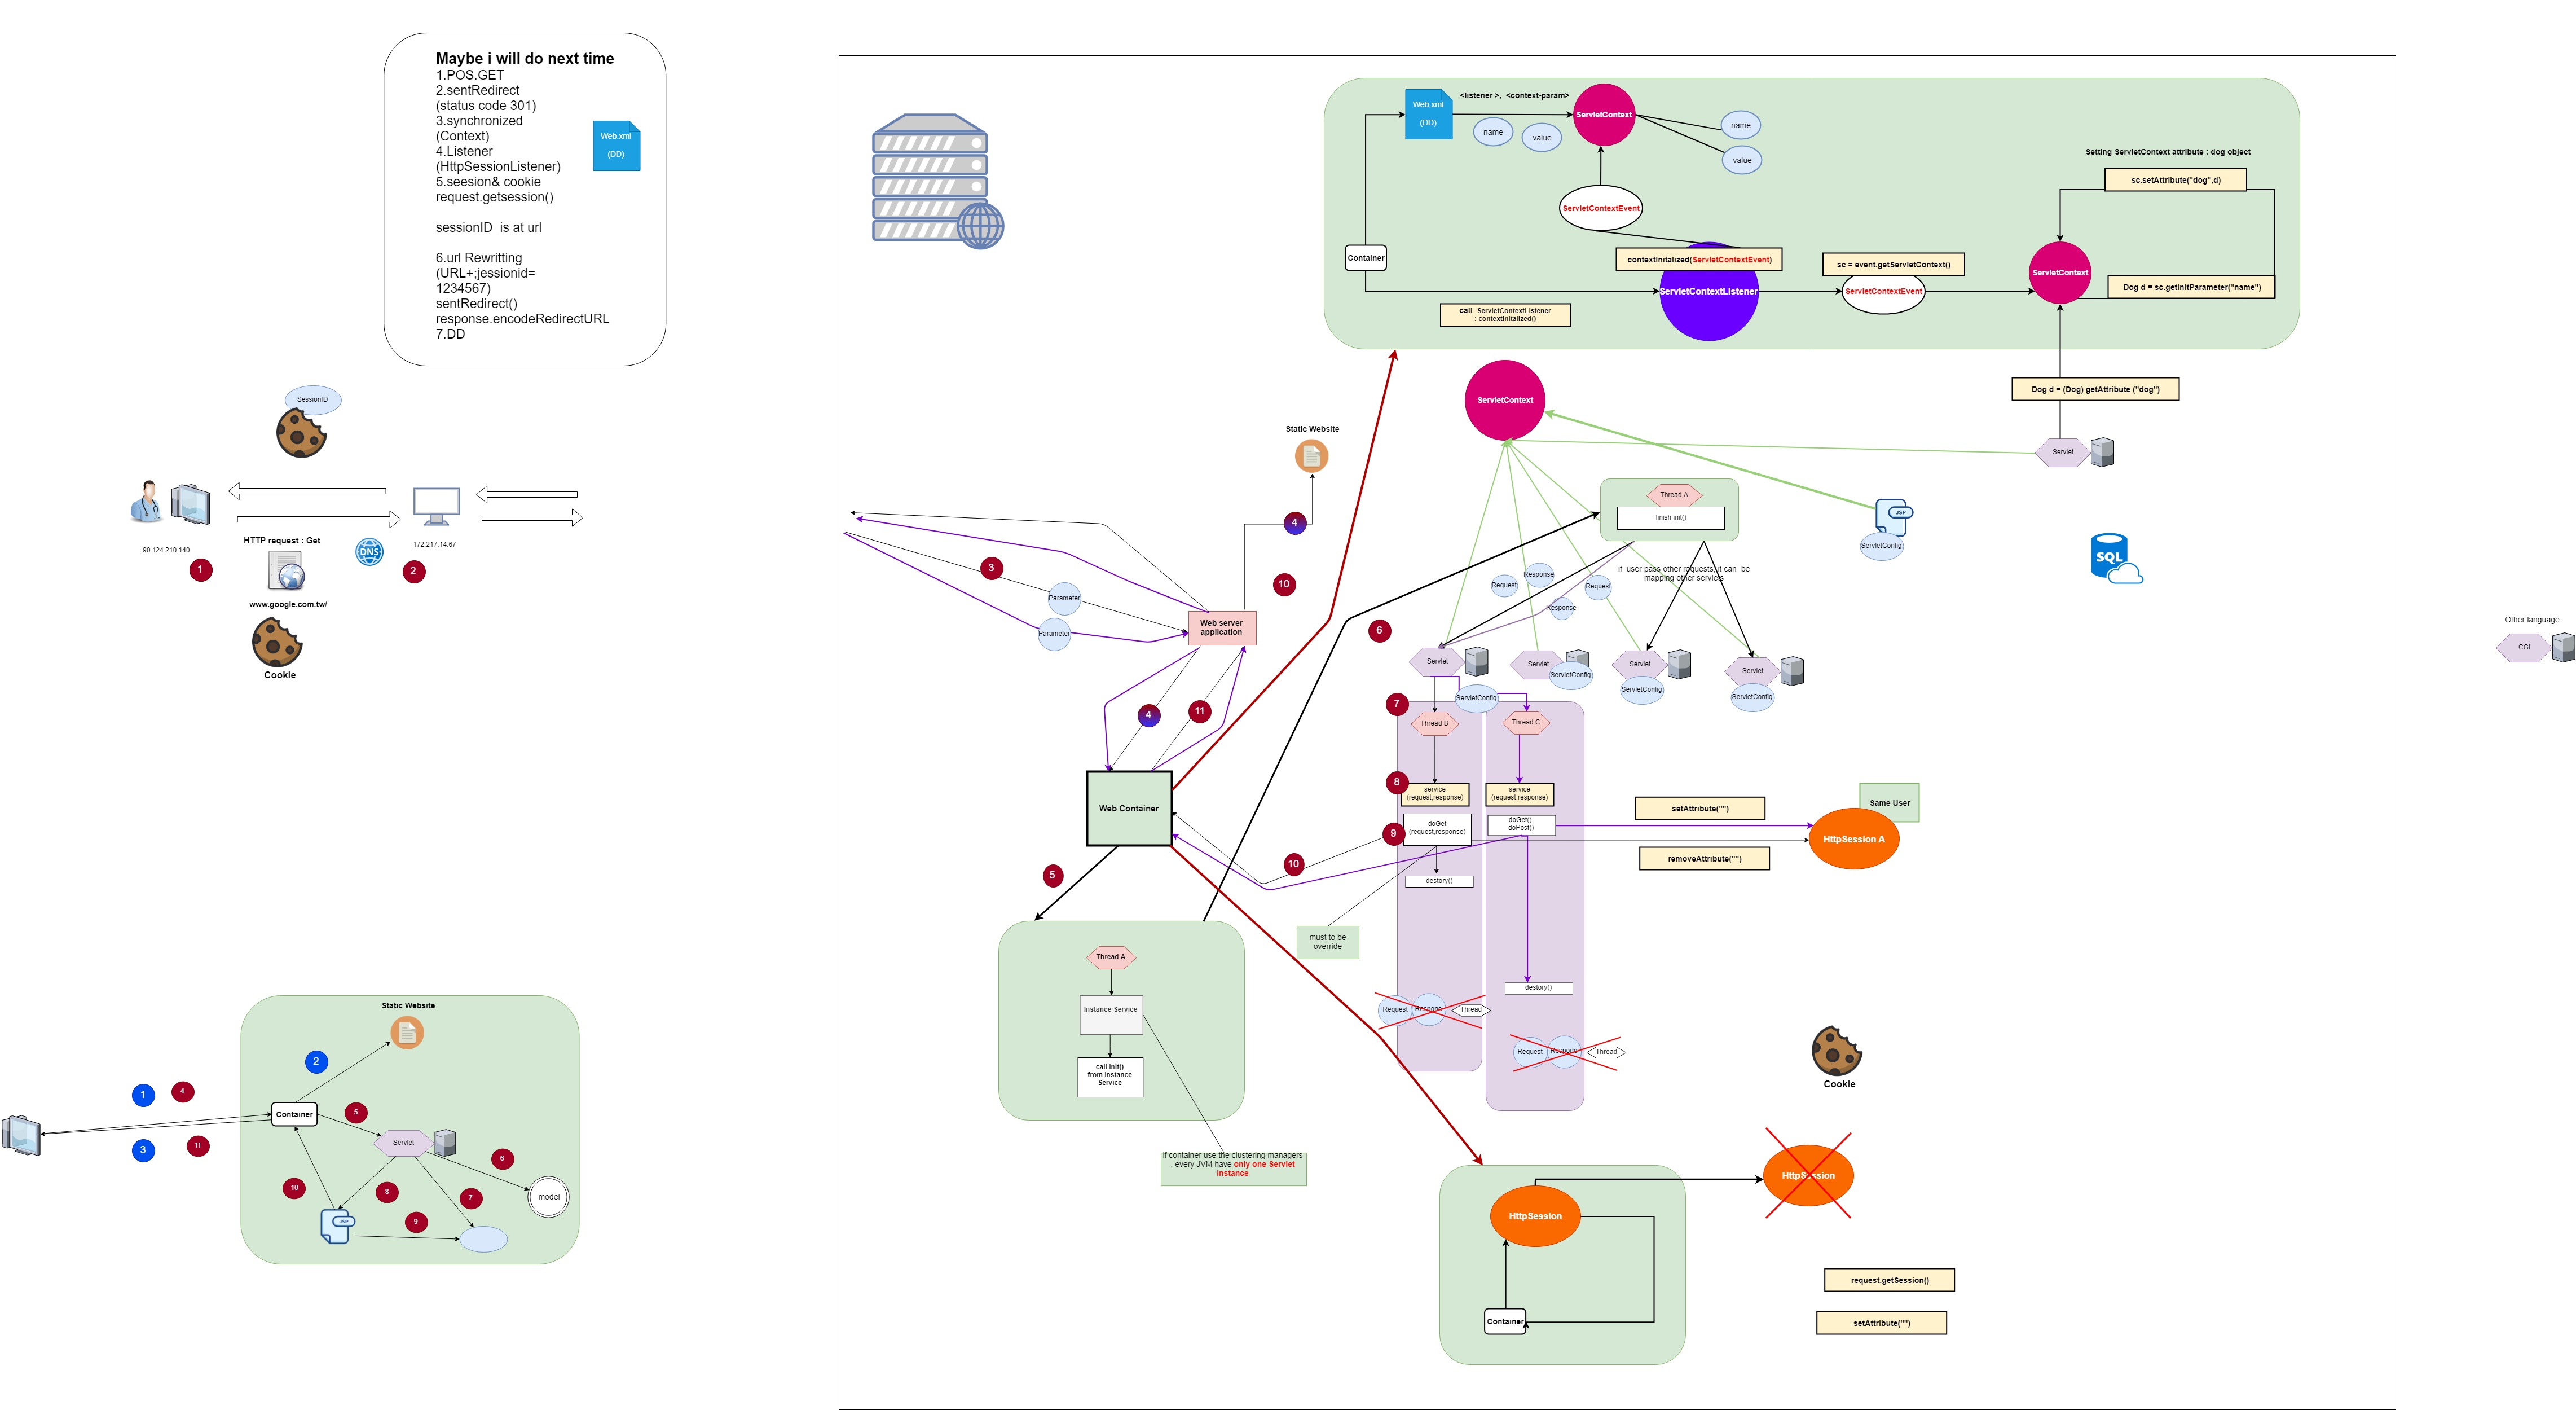 Maybe i will do next time
1.POS.GET
2.sentRedirect
(status code 301)
3.synchronized
(Context)
4.Listener
(HttpSessionListener)
5.seesion& cookie
request.getsession()
sessionID is at url
6.url Rewritting
(URL+;jessionid=
1234567)
sentRedirect()
response.encodeRedirectURL
7.DD
Web.xml
(DD)
SessionID
90.124.210.140
1
HTTP request : Get
DNS
172.217.14.67
2
www.google.com.tw/
Cookie
Static Website
1
4
2
3
11
Container
5
Servlet
6
model
10
8
7
9
JSP
Web.xml
(DD)
<listener >, <context-param>
name
value
ServletContext
name
value
ServletContextEvent
Container
contextInitalized(ServletContextEvent)
ServletContextListener
call ServletContextListener
: contextInitalized()
sc = event.getServletContext()
ServletContextEvent
Setting ServletContext attribute : dog object
sc.setAttribute("dog",d)
ServletContext
Dog d = sc.getInitParameter("name")
Dog d = (Dog) getAttribute ("dog")
Servlet
ServletContext
Static Website
4
3
Parameter
Parameter
10
Web server
application
4
11
Web Container
Thread A
finish init()
JSP
ServletConfig
SQL
if user pass other requests, it can be
mapping other servlets
Request
Response
Request
Response
6
Servlet
Servlet
ServletConfig
Servlet
ServletConfig
Servlet
ServletConfig
ServletConfig
7
Thread B
Thread C
8
service
(request,response)
service
(request,response)
9
doGet
(request,response)
doGet()
doPost()
10
destory()
must to be
override
destory()
Request
Respone
Thread
Request
Respone
Thread
setAttribute("")
removeAttribute("")
Same User
HttpSession A
5
Thread A
Instance Service
call init()
from Instance
Service
if container use the clustering managers
, every JVM have only one Servlet
instance
Cookie
HttpSession
HttpSession
Container
request.getSession()
setAttribute("")
Other language
CGI